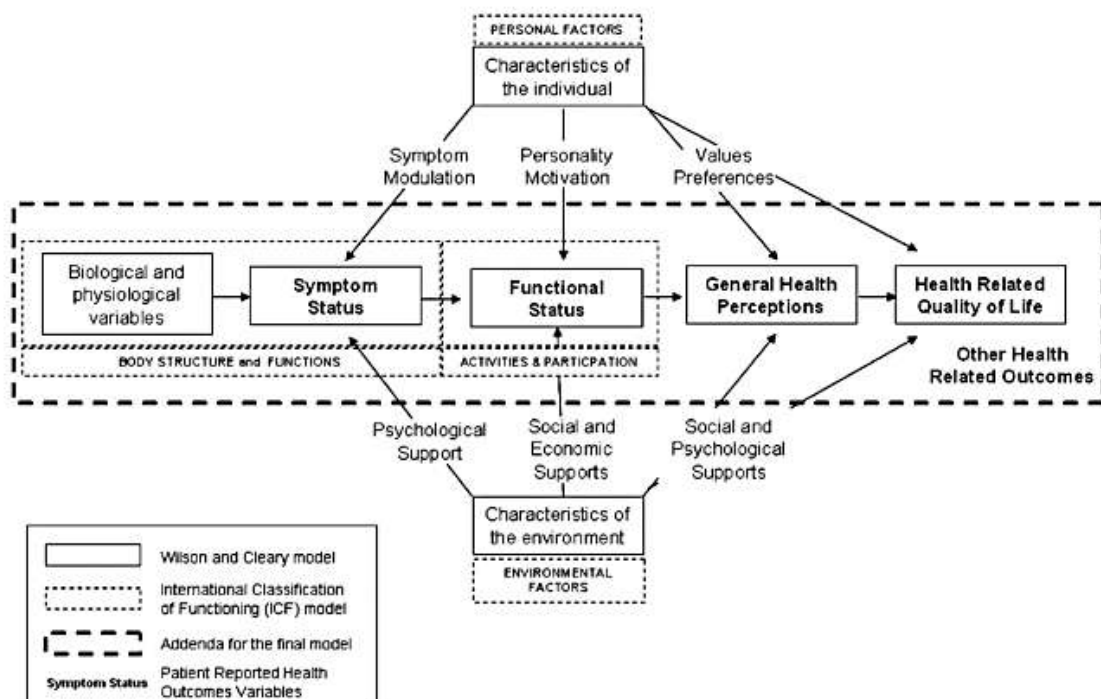 PERSONAL FACTORS
Characteristics of
the individual
Symptom
Modulation
Personality
Motivation
Values
Preferences
Biological and
physiological
variables
Symptom
Status
Functional
Status
General Health
Perceptions
Health Related
Quality of Life
BODY STRUCTURE and FUNCTIONS
ACTIVITIES & PARTICPATION
Other Health
Related Outcomes
Psychological
Support
Social and
Economic
Supports
Social and
Psychological
Supports
Characteristics of
the environment
ENVIRONMENTAL
FACTORS
Wilson and Cleary model
International Classification
of Functioning (ICF) model
Addenda for the final model
Symptom Status
Patient Reported Health
Outcomes Variables